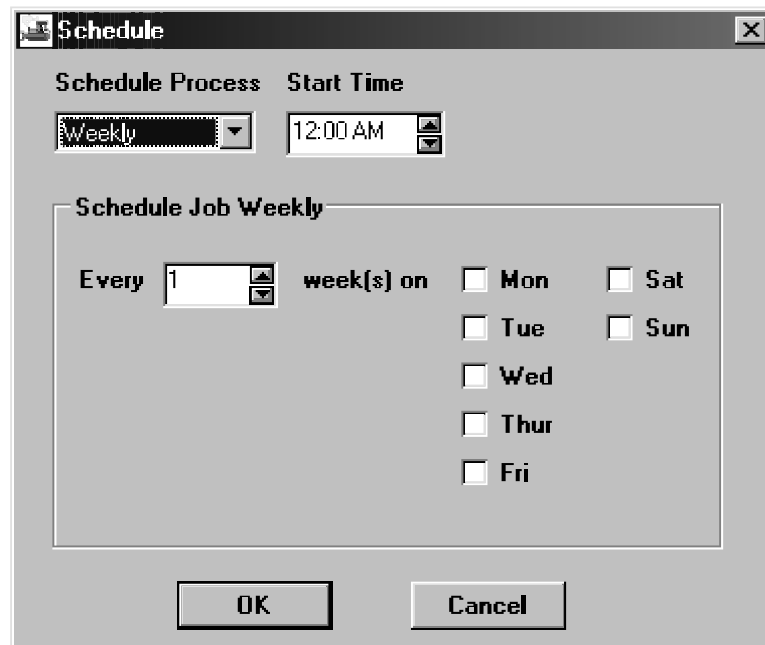 Schedule
Schedule Process Start Time
Weekly 12:00 AM
Schedule Job Weekly
Every 1 week(s) on Mon Sat
Tue Sun
Wed
Thur
Fri
OK Cancel